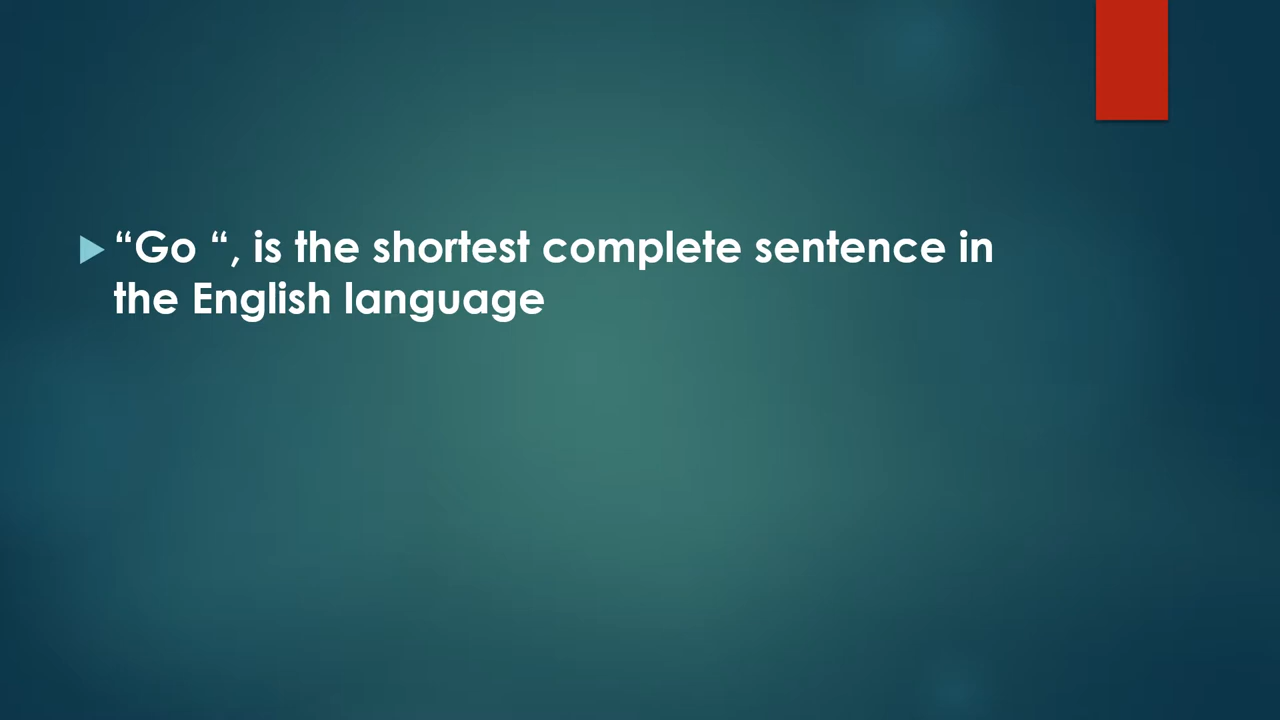 “Go “, is the shortest complete sentence in
the English language